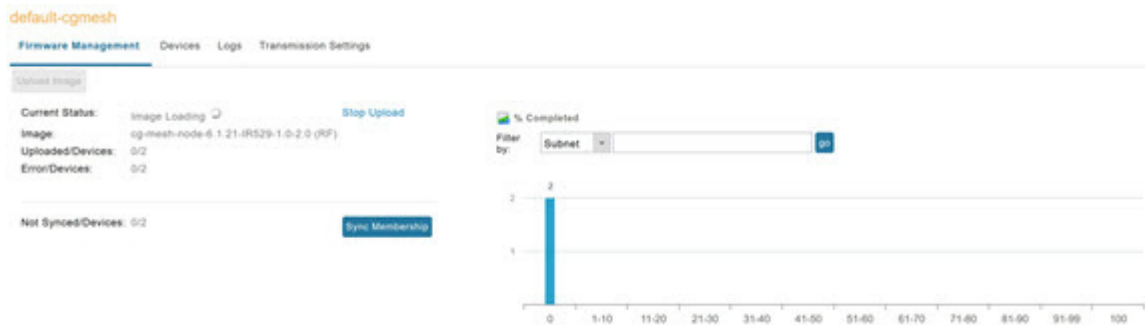 default-cgmesh
Firmware Management Devices Logs Transmission Settings
Upload Image
Current Status: Image Loading Stop Upload
Image: cg-mesh-node-6.1.21-IR529-1.0-2.0 (RF)
Uploaded/Devices: 0/2
Error/Devices: 0/2
Not Synced/Devices: 0/2 Sync Membership
% Completed
Filter by: Subnet go
2
2
1
0 1-10 11-20 21-30 31-40 41-50 51-60 61-70 71-80 81-90 91-99 100